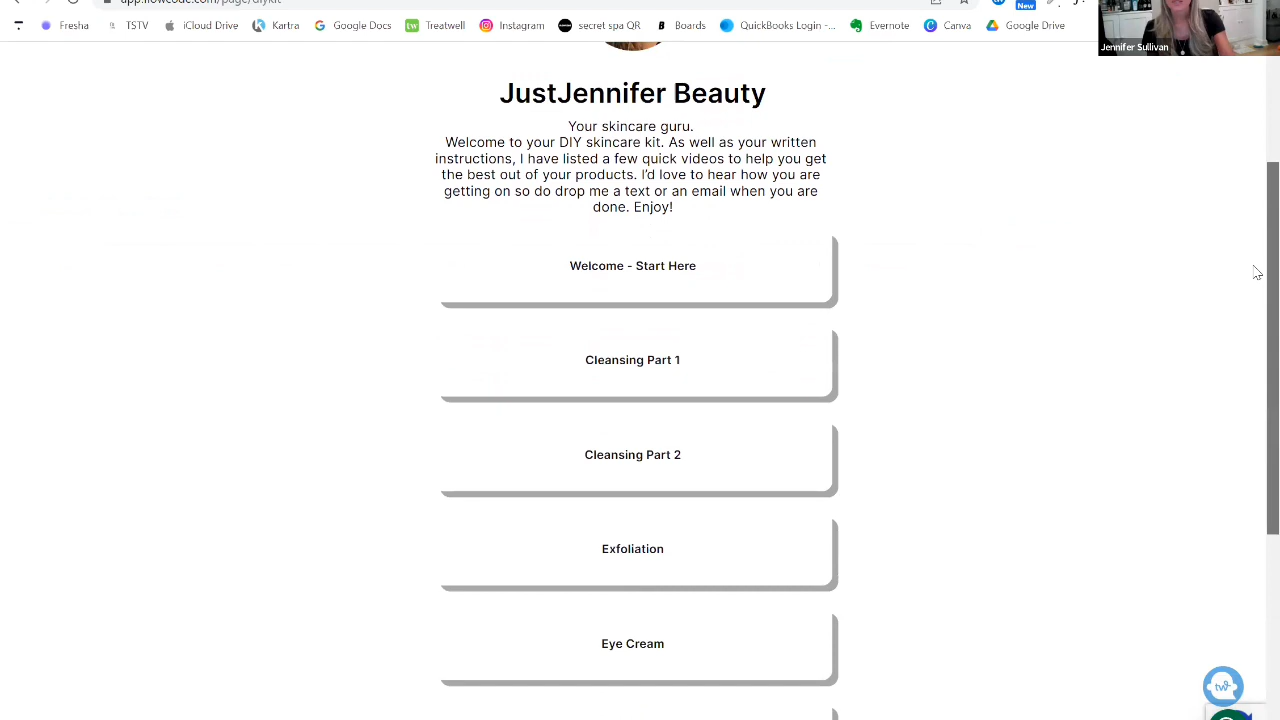 New
Fresha TSTV iCloud Drive Kartra Google Docs tw Treatwell Instagram secret spa QR B Boards QuickBooks Login -... Evernote Canva Google Drive
Jennifer Sullivan
JustJennifer Beauty
Your skincare guru.
Welcome to your DIY skincare kit. As well as your written
instructions, I have listed a few quick videos to help you get
the best out of your products. I'd love to hear how you are
getting on so do drop me a text or an email when you are
done. Enjoy!
Welcome - Start Here
Cleansing Part 1
Cleansing Part 2
Exfoliation
Eye Cream
tw